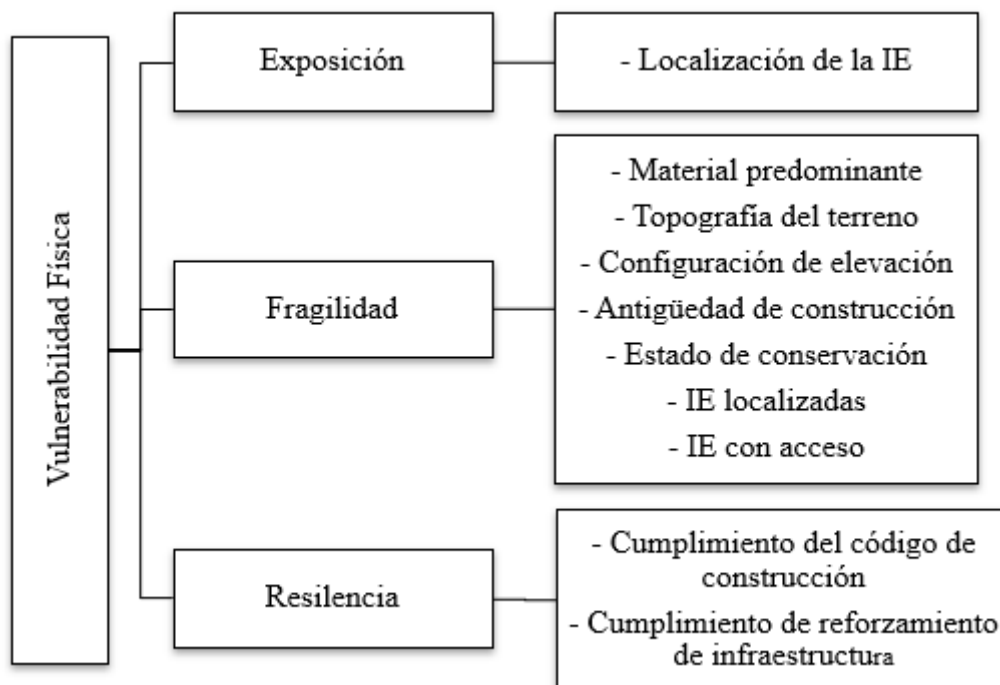 Vulnerabilidad Física
Exposición
- Localización de la IE
Fragilidad
- Material predominante
- Topografía del terreno
- Configuración de elevación
- Antigüedad de construcción
- Estado de conservación
- IE localizadas
- IE con acceso
Resilencia
- Cumplimiento del código de
construcción
- Cumplimiento de reforzamiento
de infraestructura